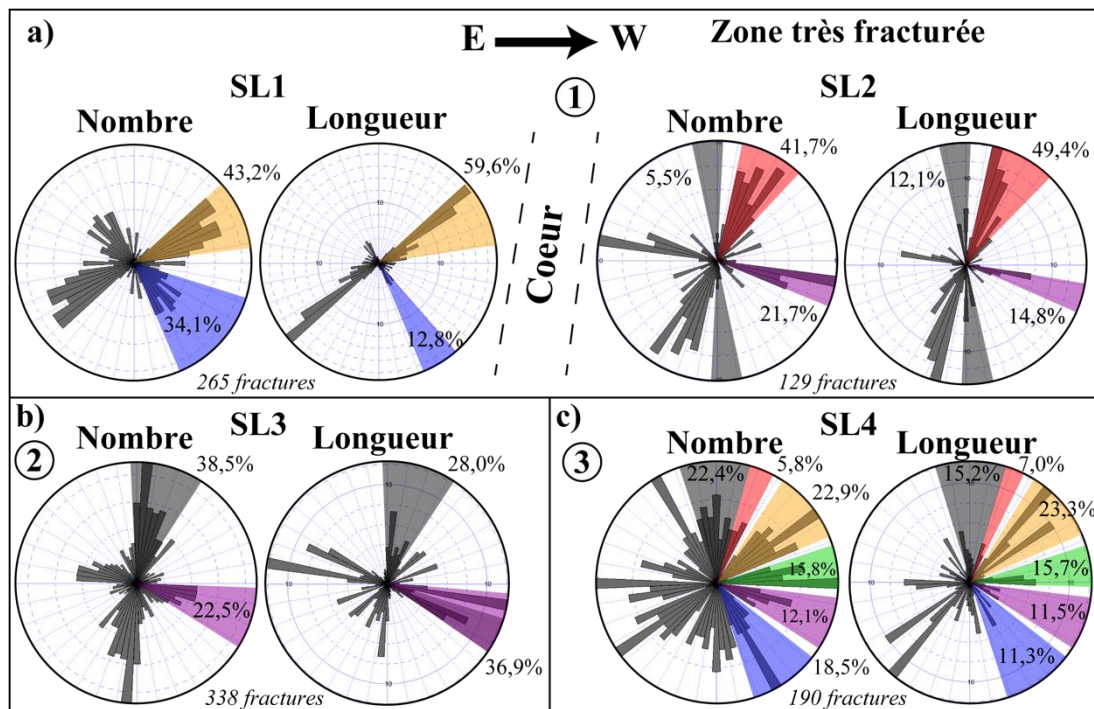 a)
E W
Zone très fracturée
SL1
1
SL2
Nombre
Longueur
Nombre
Longueur
43,2%
59,6%
41,7%
49,4%
5,5%
12,1%
Coeur
34,1%
12,8%
21,7%
14,8%
265 fractures
129 fractures
b)
SL3
c)
SL4
2
Nombre
Longueur
3
Nombre
Longueur
38,5%
28,0%
22,4%
5,8%
15,2%
7,0%
22,9%
23,3%
15,8%
15,7%
22,5%
12,1%
11,5%
36,9%
18,5%
11,3%
338 fractures
190 fractures